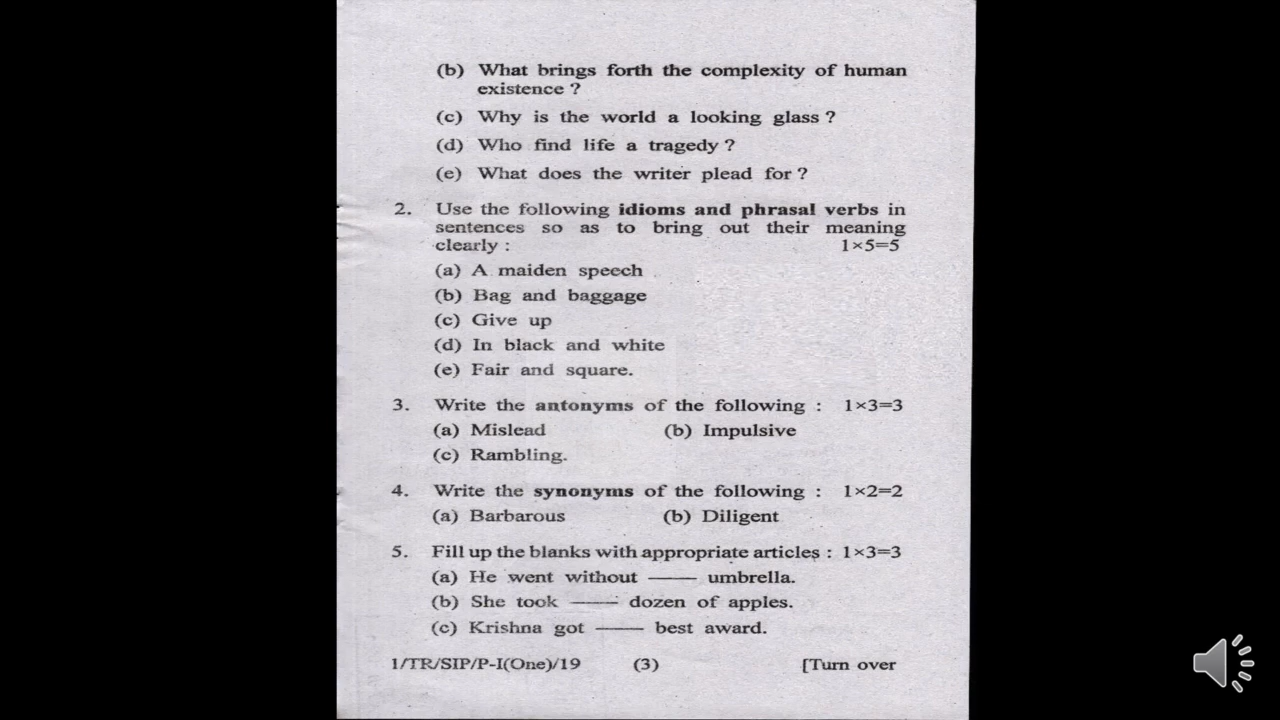 (b) What brings forth the complexity of human
existence ?
(c) Why is the world a looking glass ?
(d) Who find life a tragedy ?
(e) What does the writer plead for ?
2. Use the following idioms and phrasal verbs in
sentences so as to bring out their meaning
clearly : 1×5=5
(a) A maiden speech
(b) Bag and baggage
(c) Give up
(d) In black and white
(e) Fair and square.
3. Write the antonyms of the following : 1×3=3
(a) Mislead (b) Impulsive
(c) Rambling.
4. Write the synonyms of the following : 1×2=2
(a) Barbarous (b) Diligent
5. Fill up the blanks with appropriate articles : 1×3=3
(a) He went without —— umbrella.
(b) She took —— dozen of apples.
(c) Krishna got —— best award.
1/TR/SIP/P-I(One)/19 (3) [Turn over